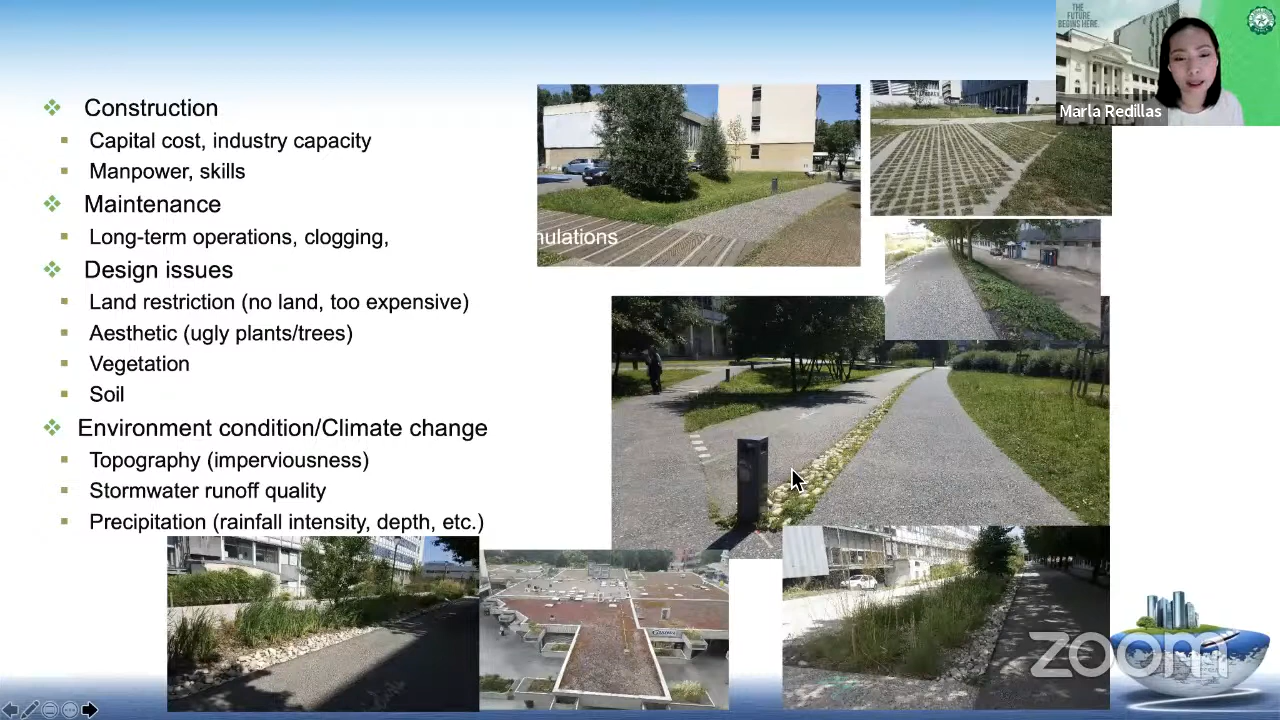 THE
FUTURE
BEGINS HERE.
Marla Redillas
Construction
Capital cost, industry capacity
Manpower, skills
Maintenance
Long-term operations, clogging,
nulations
Design issues
Land restriction (no land, too expensive)
Aesthetic (ugly plants/trees)
Vegetation
Soil
Environment condition/Climate change
Topography (imperviousness)
Stormwater runoff quality
Precipitation (rainfall intensity, depth, etc.)
zoom